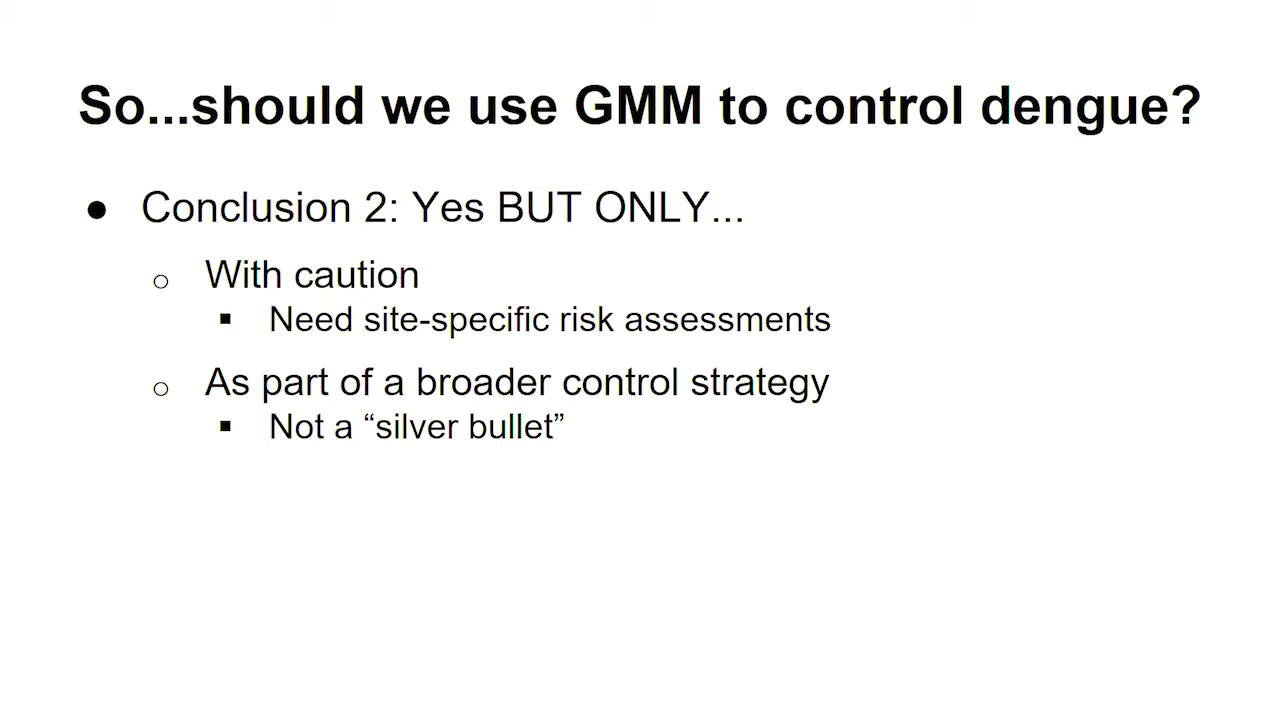 So...should we use GMM to control dengue?
● Conclusion 2: Yes BUT ONLY...
○ With caution
▪ Need site-specific risk assessments
○ As part of a broader control strategy
▪ Not a “silver bullet”